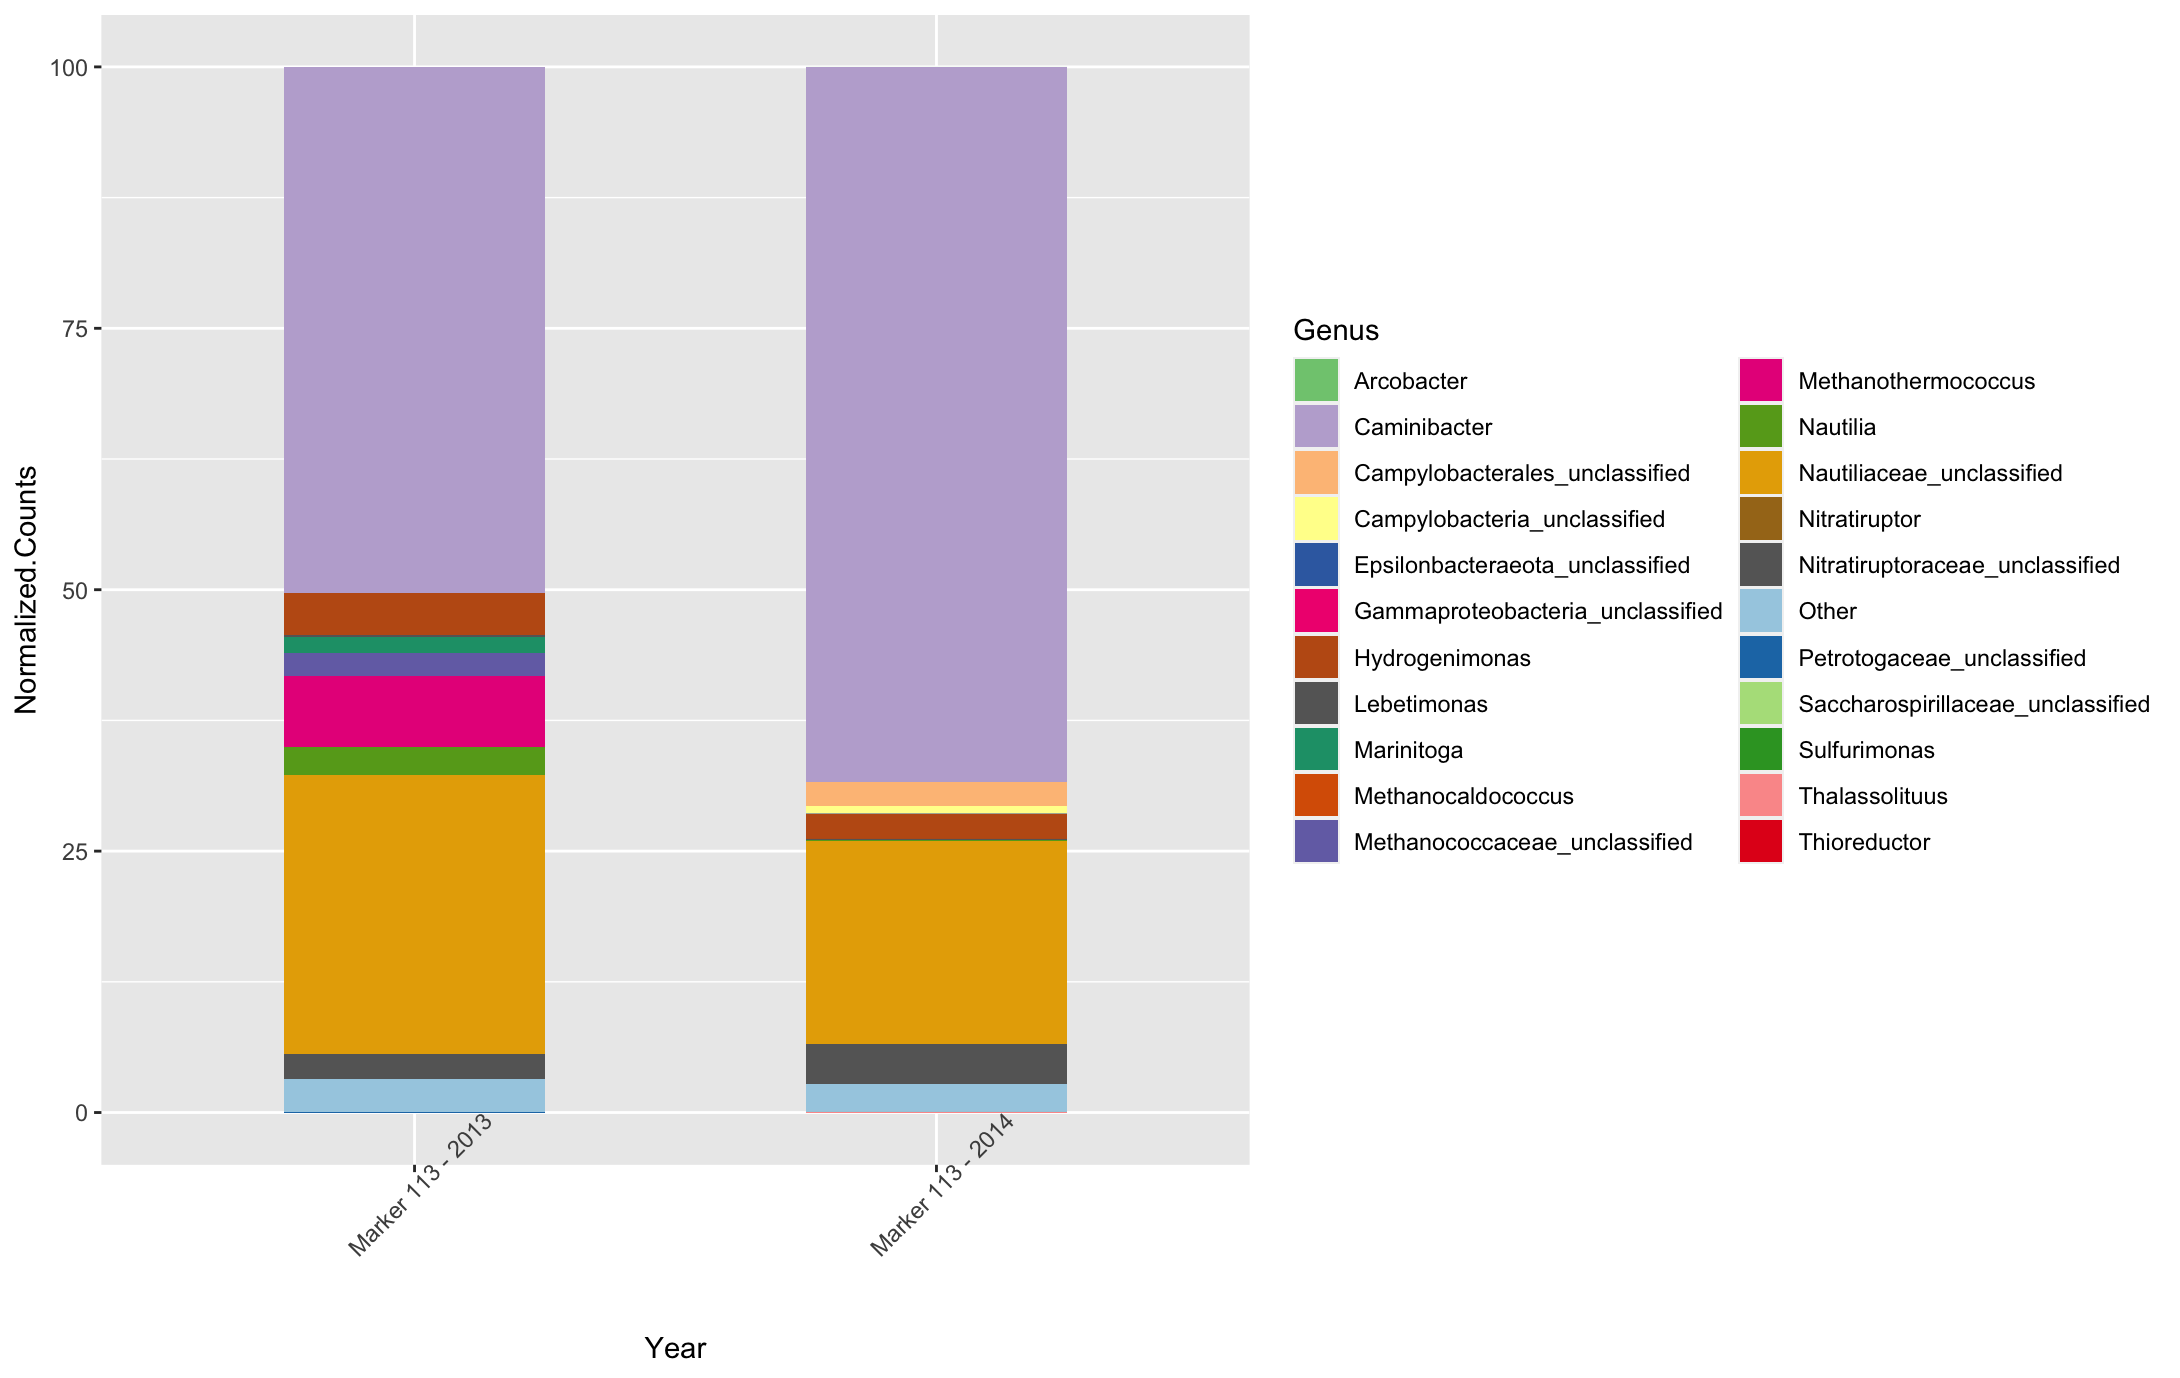 Normalized.Counts
100
75
50
25
0
Marker 113 - 2013
Marker 113 - 2014
Year
Genus
Arcobacter
Caminibacter
Campylobacterales_unclassified
Campylobacteria_unclassified
Epsilonbacteraeota_unclassified
Gammaproteobacteria_unclassified
Hydrogenimonas
Lebetimonas
Marinitoga
Methanocaldococcus
Methanococcaceae_unclassified
Methanothermococcus
Nautilia
Nautiliaceae_unclassified
Nitratiruptor
Nitratiruptoraceae_unclassified
Other
Petrotogaceae_unclassified
Saccharospirillaceae_unclassified
Sulfurimonas
Thalassolituus
Thioreductor